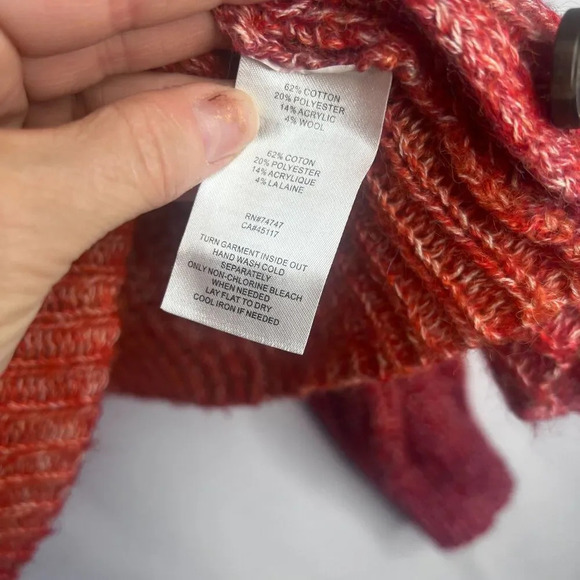 62% COTTON
20% POLYESTER
14% ACRYLIC
4% WOOL
62% COTON
20% POLYESTER
14% ACRYLIQUE
4% LA LAINE
RN#74747
CA#45117
TURN GARMENT INSIDE OUT
HAND WASH COLD
SEPARATELY
ONLY NON-CHLORINE BLEACH
WHEN NEEDED
LAY FLAT TO DRY
COOL IRON IF NEEDED